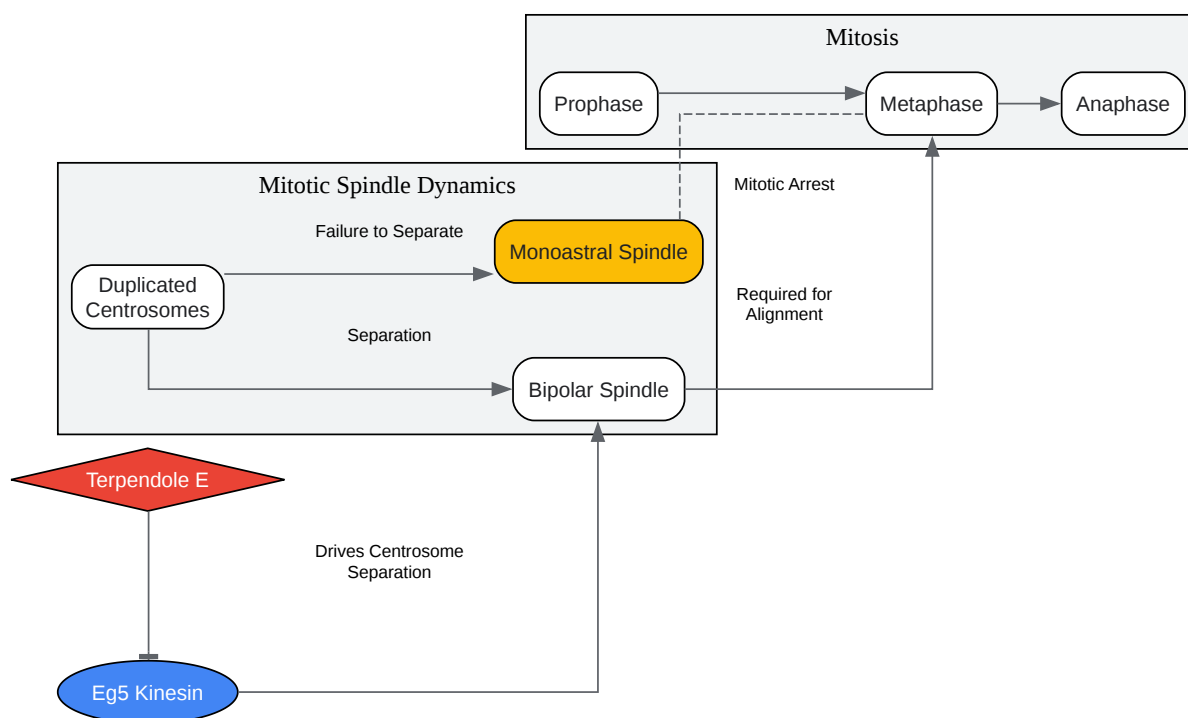 Mitosis
Prophase
Metaphase
Anaphase
Mitotic Spindle Dynamics
Mitotic Arrest
Failure to Separate
Monoastral Spindle
Duplicated
Centrosomes
Required for
Alignment
Separation
Bipolar Spindle
Terpendole E
Drives Centrosome
Separation
Eg5 Kinesin